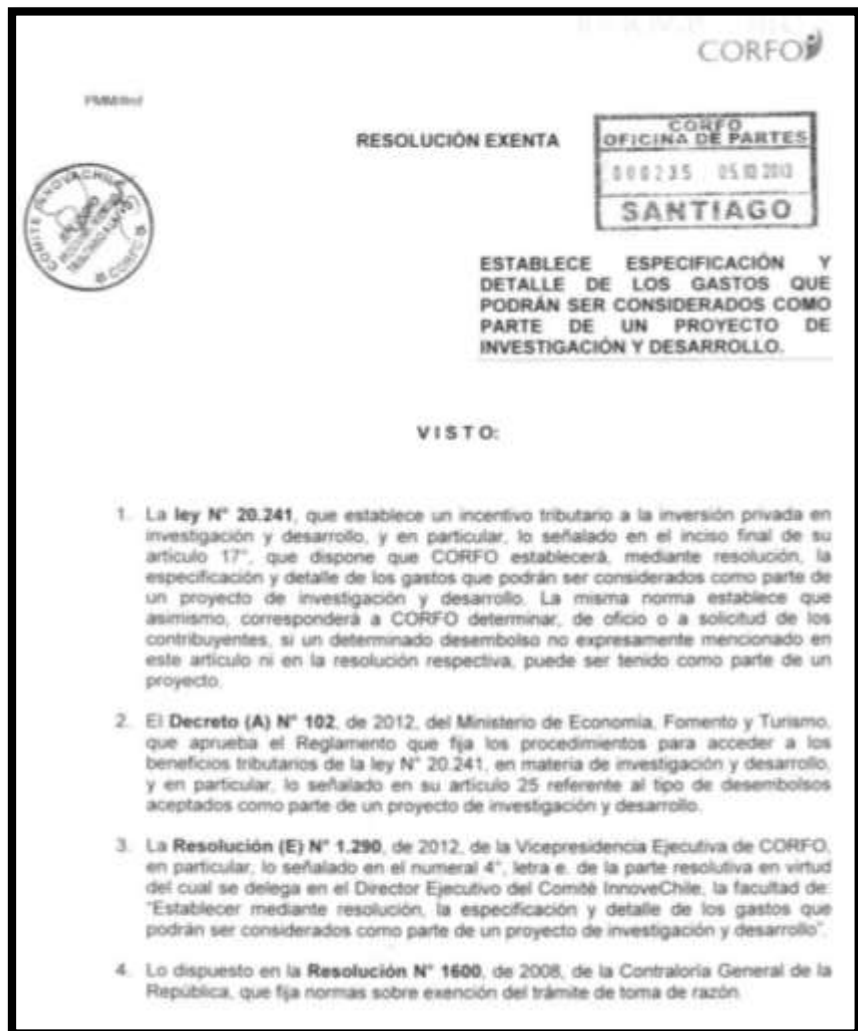 CORFO
RESOLUCIÓN EXENTA
CORFO
OFICINA DE PARTES
000235 05.10.2013
SANTIAGO
COMITÉ INNOVACHILE
CORFO
ESTABLECE ESPECIFICACIÓN Y
DETALLE DE LOS GASTOS QUE
PODRÁN SER CONSIDERADOS COMO
PARTE DE UN PROYECTO DE
INVESTIGACIÓN Y DESARROLLO.
VISTO:
1. La ley N° 20.241, que establece un incentivo tributario a la inversión privada en
investigación y desarrollo, y en particular, lo señalado en el inciso final de su
artículo 17°, que dispone que CORFO establecerá, mediante resolución, la
especificación y detalle de los gastos que podrán ser considerados como parte de
un proyecto de investigación y desarrollo. La misma norma establece que
asimismo, corresponderá a CORFO determinar, de oficio o a solicitud de los
contribuyentes, si un determinado desembolso no expresamente mencionado en
este artículo ni en la resolución respectiva, puede ser tenido como parte de un
proyecto.
2. El Decreto (A) N° 102, de 2012, del Ministerio de Economía, Fomento y Turismo,
que aprueba el Reglamento que fija los procedimientos para acceder a los
beneficios tributarios de la ley N° 20.241, en materia de investigación y desarrollo,
y en particular, lo señalado en su artículo 25 referente al tipo de desembolsos
aceptados como parte de un proyecto de investigación y desarrollo.
3. La Resolución (E) N° 1.290, de 2012, de la Vicepresidencia Ejecutiva de CORFO,
en particular, lo señalado en el numeral 4°, letra e. de la parte resolutiva en virtud
del cual se delega en el Director Ejecutivo del Comité InnoveChile, la facultad de:
"Establecer mediante resolución, la especificación y detalle de los gastos que
podrán ser considerados como parte de un proyecto de investigación y desarrollo".
4. Lo dispuesto en la Resolución N° 1600, de 2008, de la Contraloría General de la
República, que fija normas sobre exención del trámite de toma de razón.